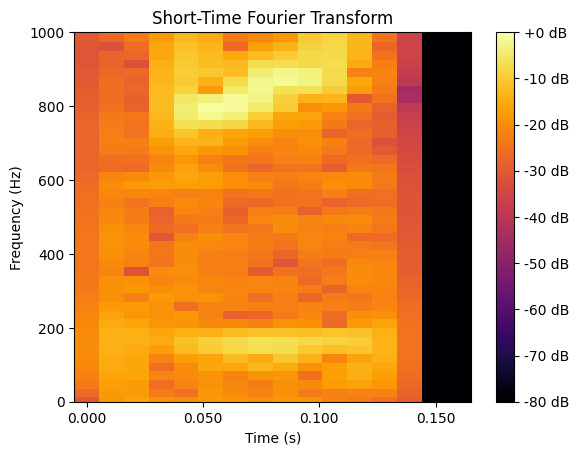 Short-Time Fourier Transform
1000
800
600
400
200
0
Frequency (Hz)
0.000
0.050
0.100
0.150
Time (s)
+0 dB
-10 dB
-20 dB
-30 dB
-40 dB
-50 dB
-60 dB
-70 dB
-80 dB